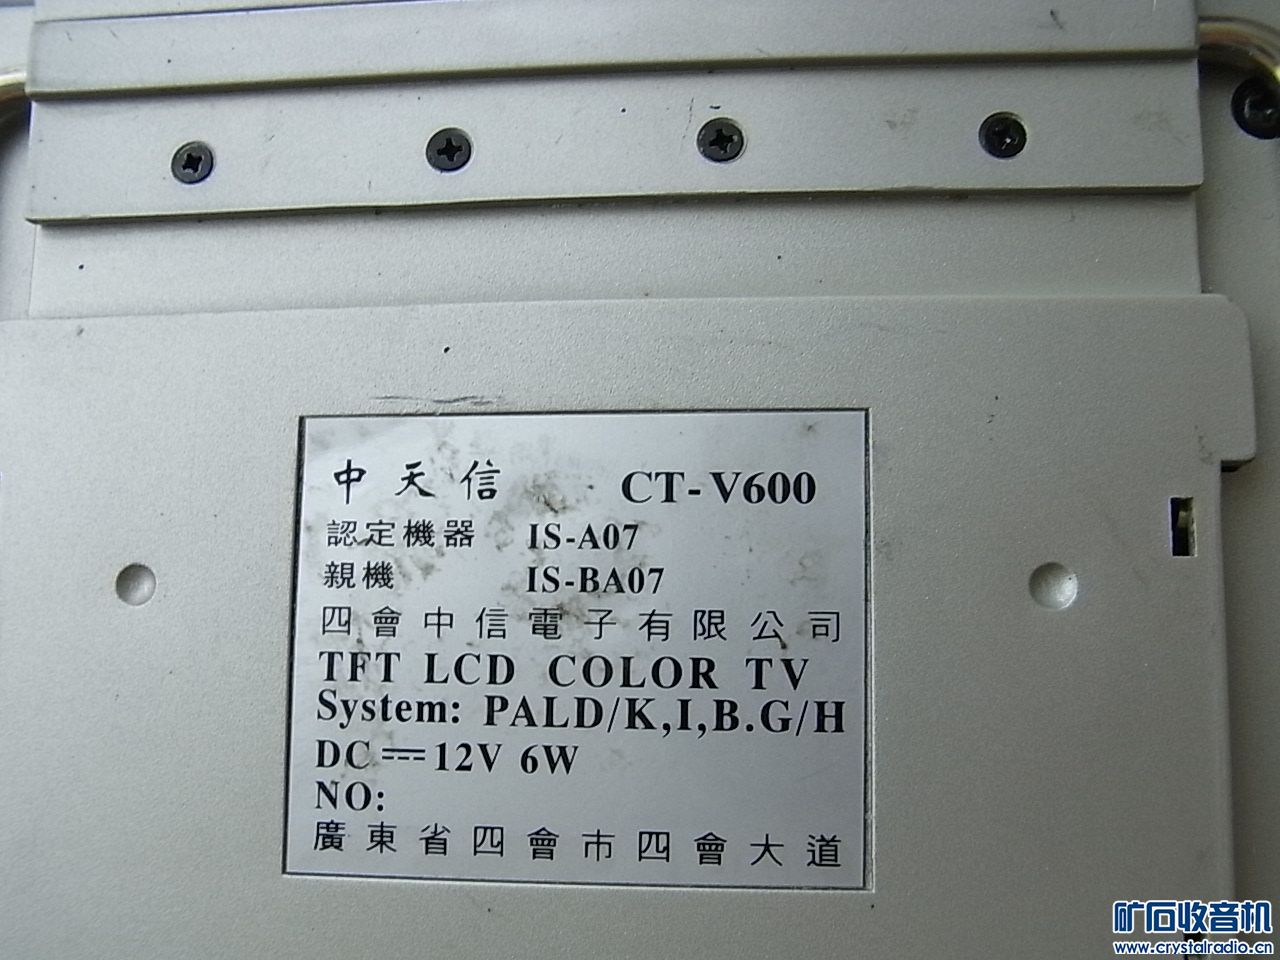 中天信 CT-V600
認定機器 IS-A07
親機 IS-BA07
四會中信電子有限公司
TFT LCD COLOR TV
System: PALD/K,I,B.G/H
DC ⎓ 12V 6W
NO:
廣東省四會市四會大道
矿石收音机
www.crystalradio.cn